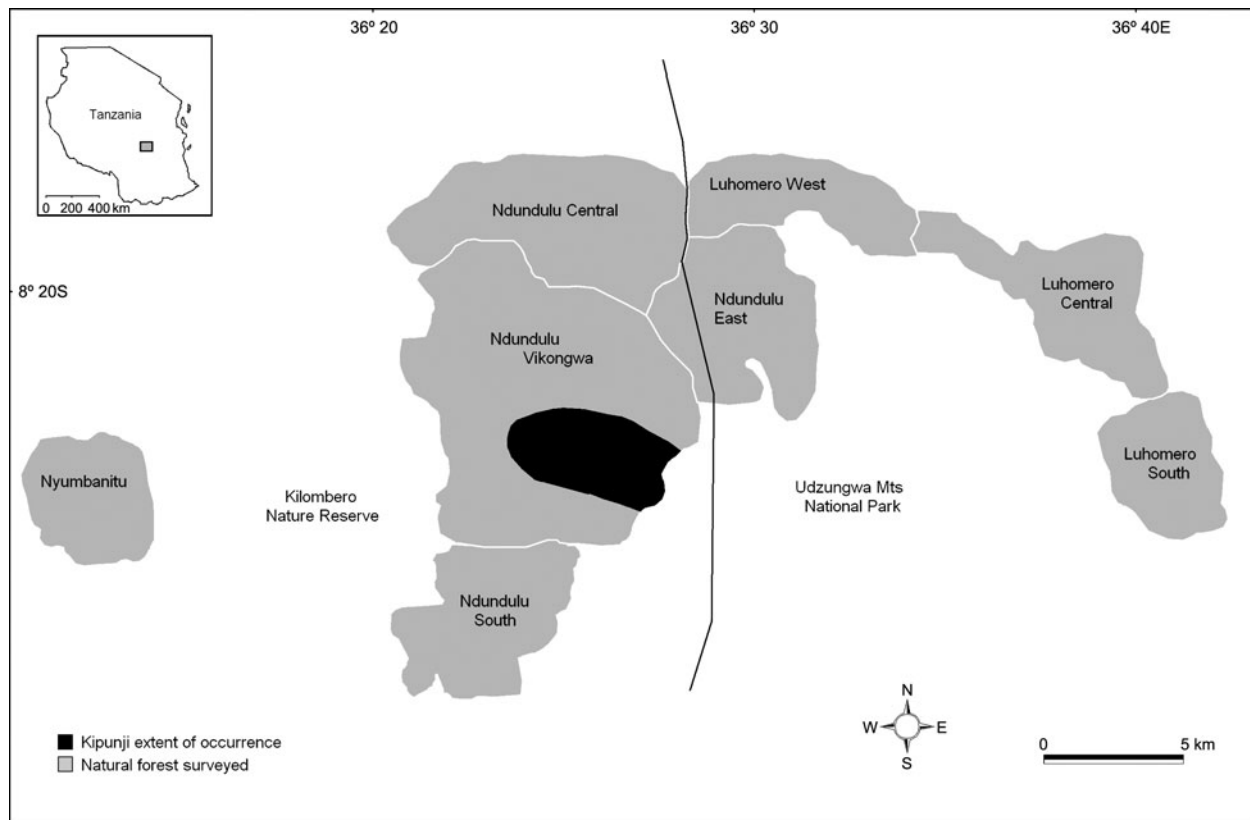 36º 20
36º 30
36º 40E
Tanzania
0 200 400 km
Luhomero West
Ndundulu Central
8º 20S
Luhomero
Central
Ndundulu
East
Ndundulu
Vikongwa
Nyumbanitu
Luhomero
South
Kilombero
Nature Reserve
Udzungwa Mts
National Park
Ndundulu
South
N
W E
S
Kipunji extent of occurrence
Natural forest surveyed
0 5 km